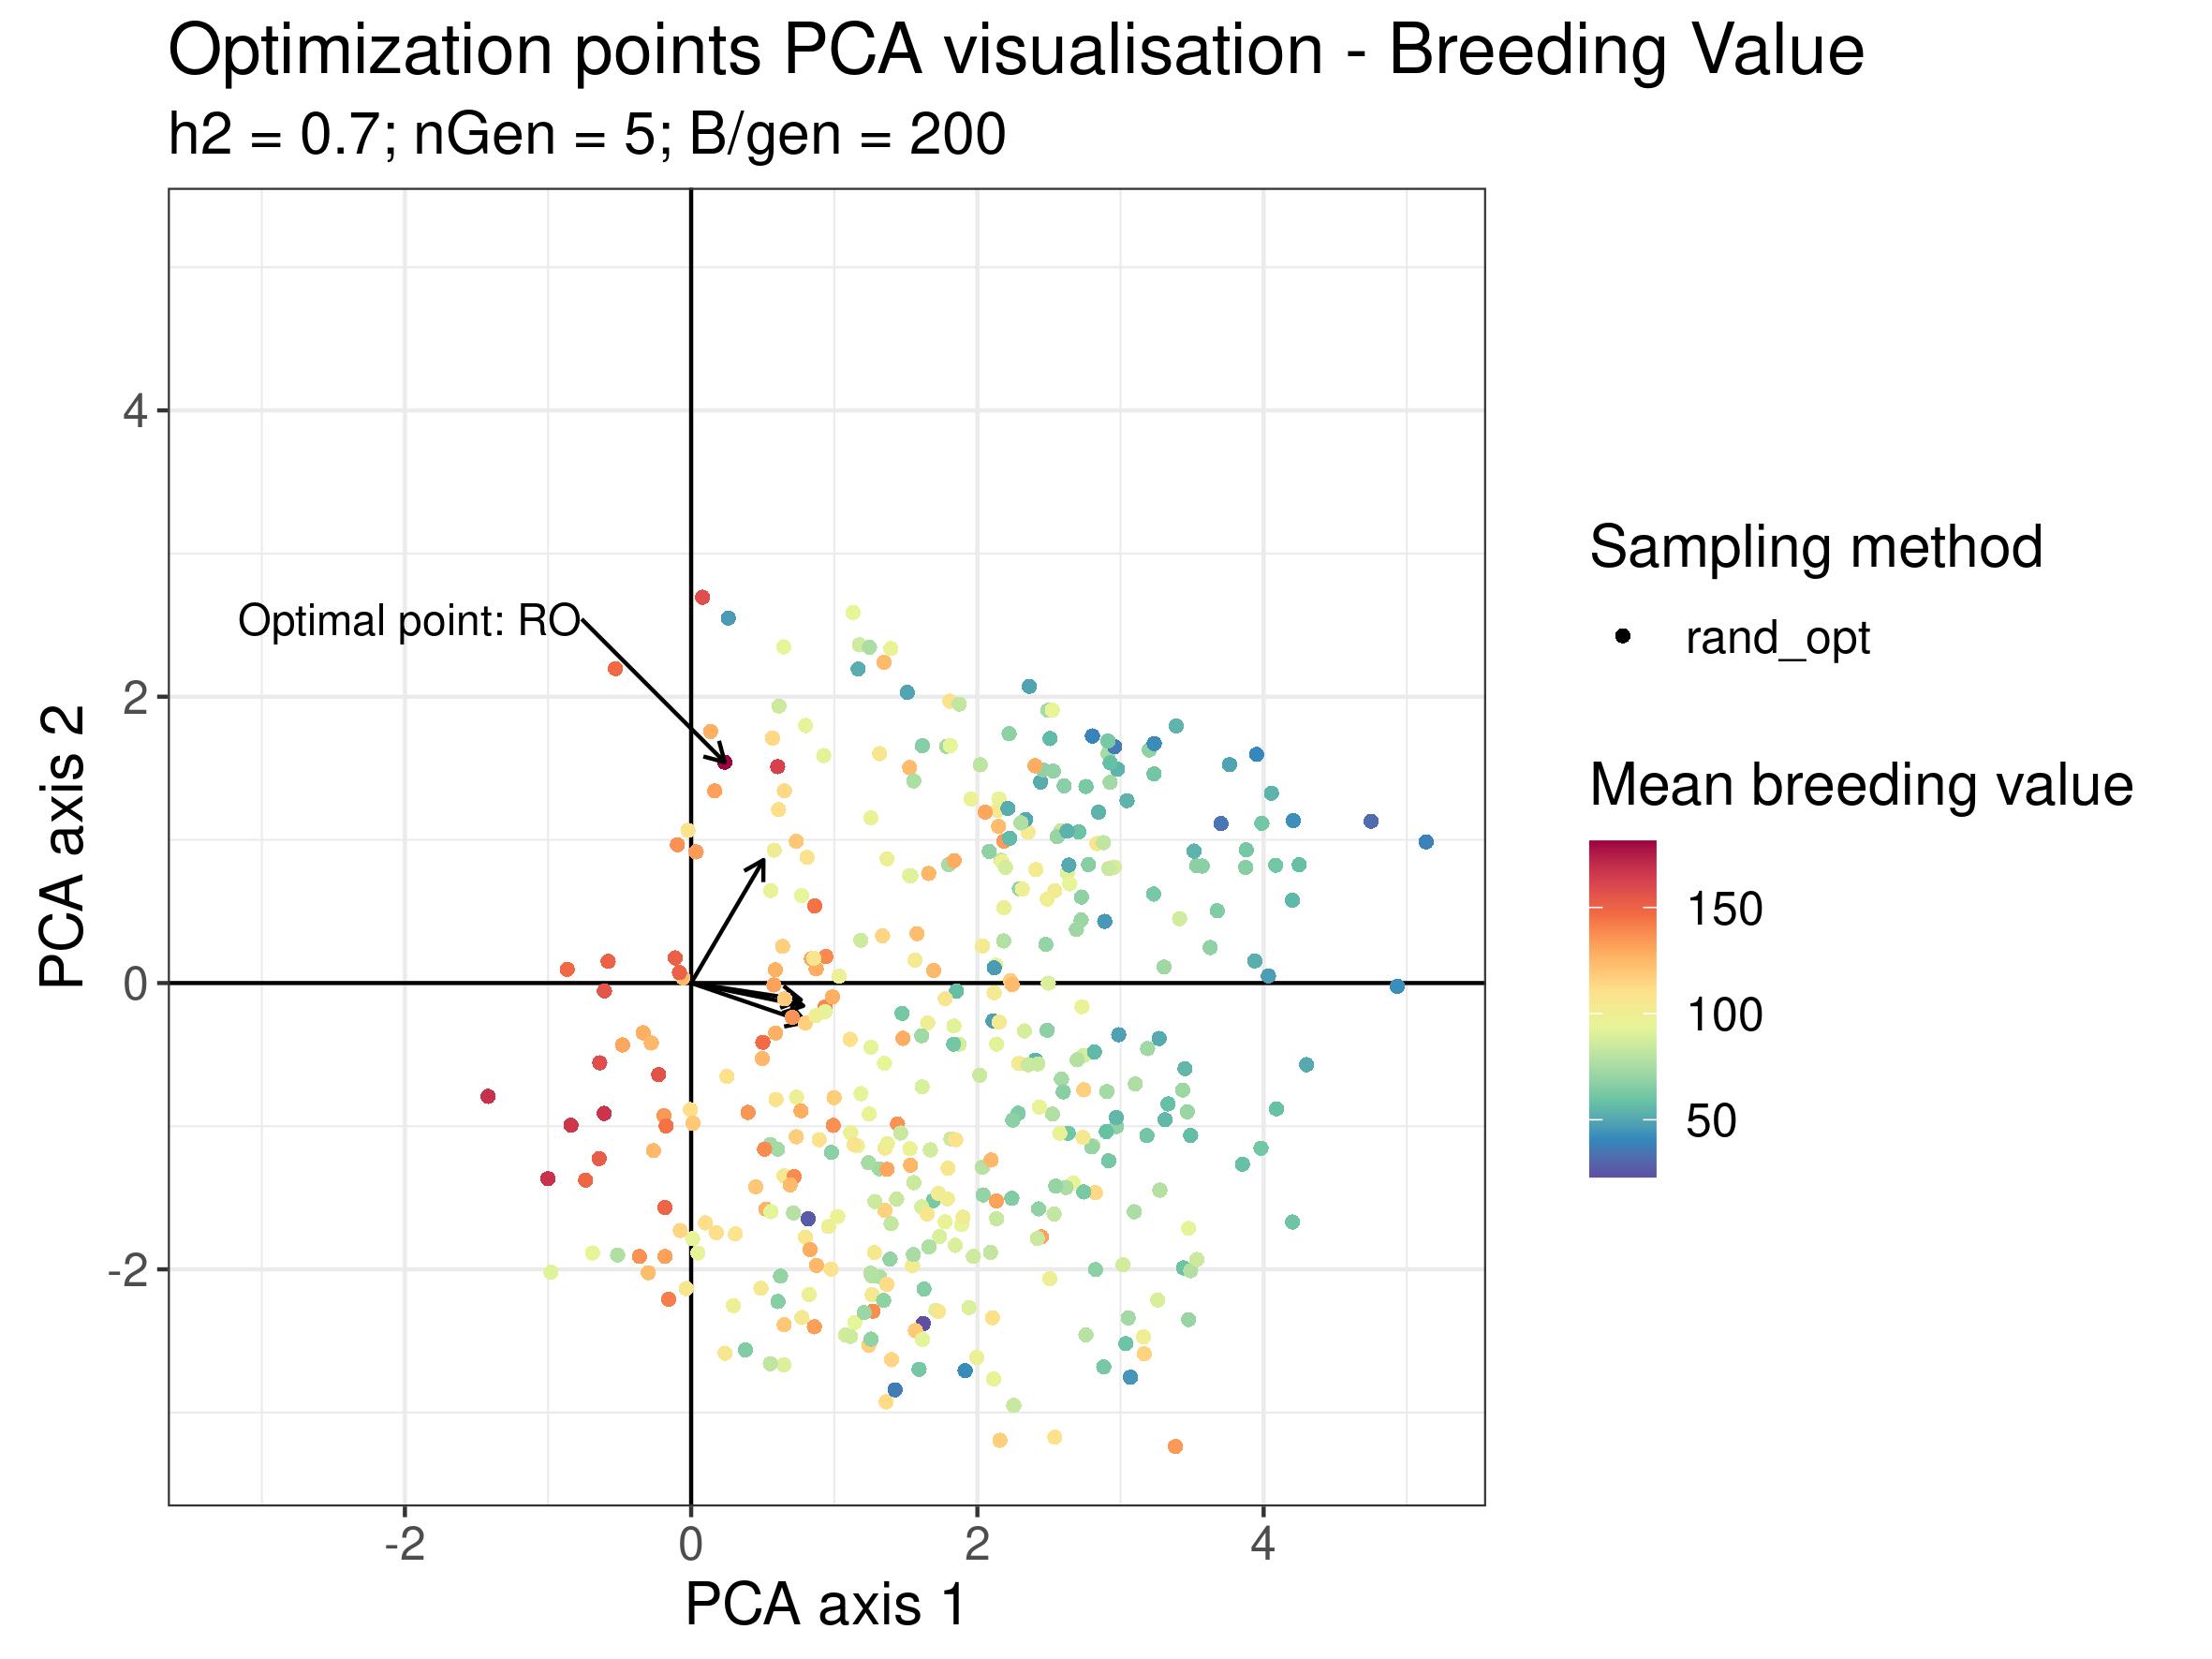 Optimization points PCA visualisation - Breeding Value
h2 = 0.7; nGen = 5; B/gen = 200
Optimal point: RO
4
2
0
-2
-2
0
2
4
PCA axis 2
PCA axis 1
Sampling method
rand_opt
Mean breeding value
150
100
50